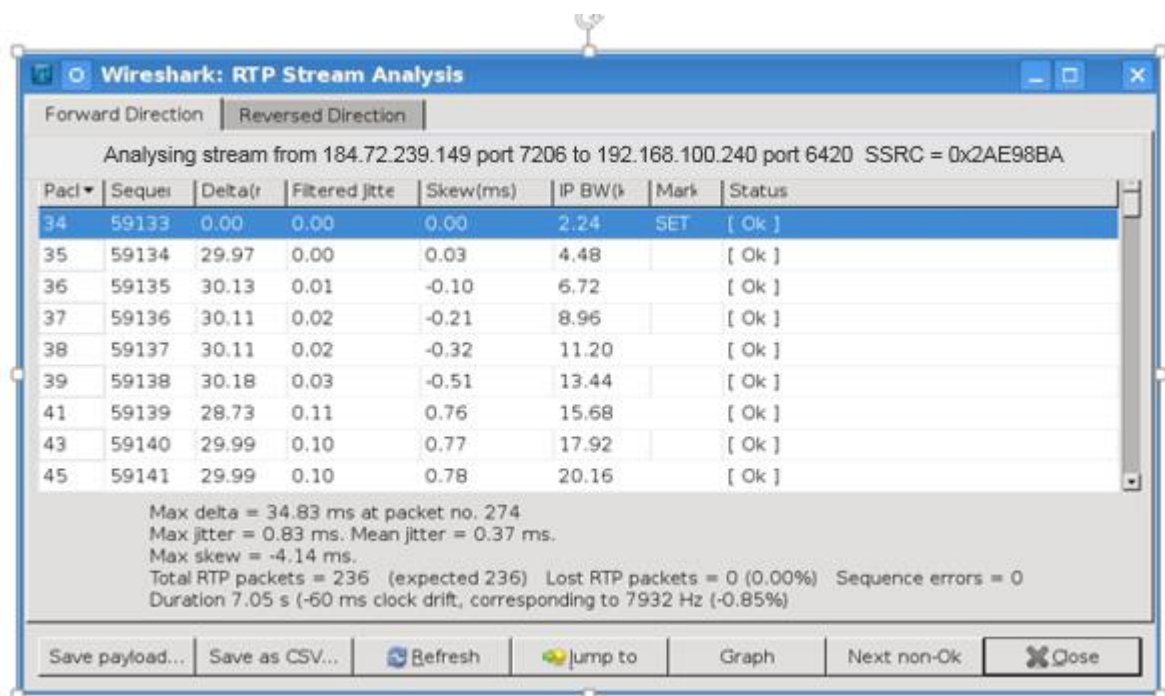 Wireshark: RTP Stream Analysis
Forward Direction Reversed Direction
Analysing stream from 184.72.239.149 port 7206 to 192.168.100.240 port 6420 SSRC = 0x2AE98BA
Pacl Sequer Delta(r Filtered Jitte Skew(ms) IP BW(k Mark Status
34 59133 0.00 0.00 0.00 2.24 SET [ Ok ]
35 59134 29.97 0.00 0.03 4.48 [ Ok ]
36 59135 30.13 0.01 -0.10 6.72 [ Ok ]
37 59136 30.11 0.02 -0.21 8.96 [ Ok ]
38 59137 30.11 0.02 -0.32 11.20 [ Ok ]
39 59138 30.18 0.03 -0.51 13.44 [ Ok ]
41 59139 28.73 0.11 0.76 15.68 [ Ok ]
43 59140 29.99 0.10 0.77 17.92 [ Ok ]
45 59141 29.99 0.10 0.78 20.16 [ Ok ]
Max delta = 34.83 ms at packet no. 274
Max jitter = 0.83 ms. Mean jitter = 0.37 ms.
Max skew = -4.14 ms.
Total RTP packets = 236 (expected 236) Lost RTP packets = 0 (0.00%) Sequence errors = 0
Duration 7.05 s (-60 ms clock drift, corresponding to 7932 Hz (-0.85%)
Save payload... Save as CSV... Refresh Jump to Graph Next non-Ok Close